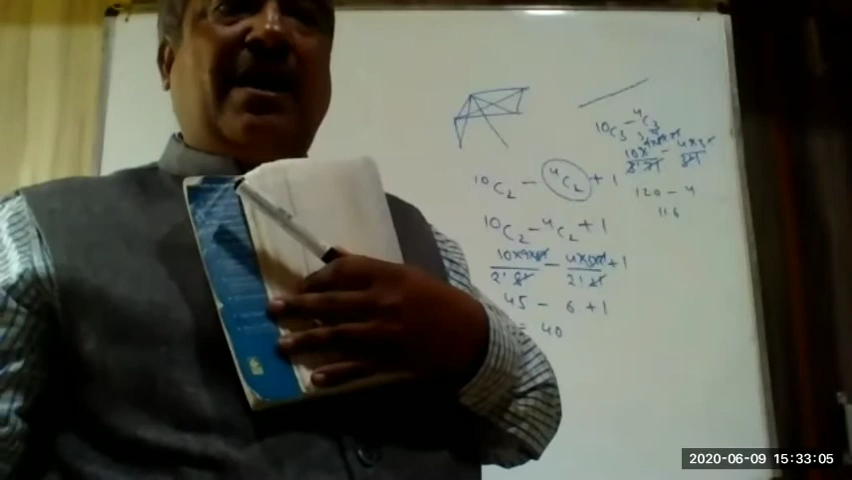 ¹⁰C₂ - ⁴C₂ + 1
¹⁰C₂ - ⁴C₂ + 1
45 - 6 + 1
= 40
¹⁰C₃ - ⁴C₃
120 - 4
116
2020-06-09 15:33:05